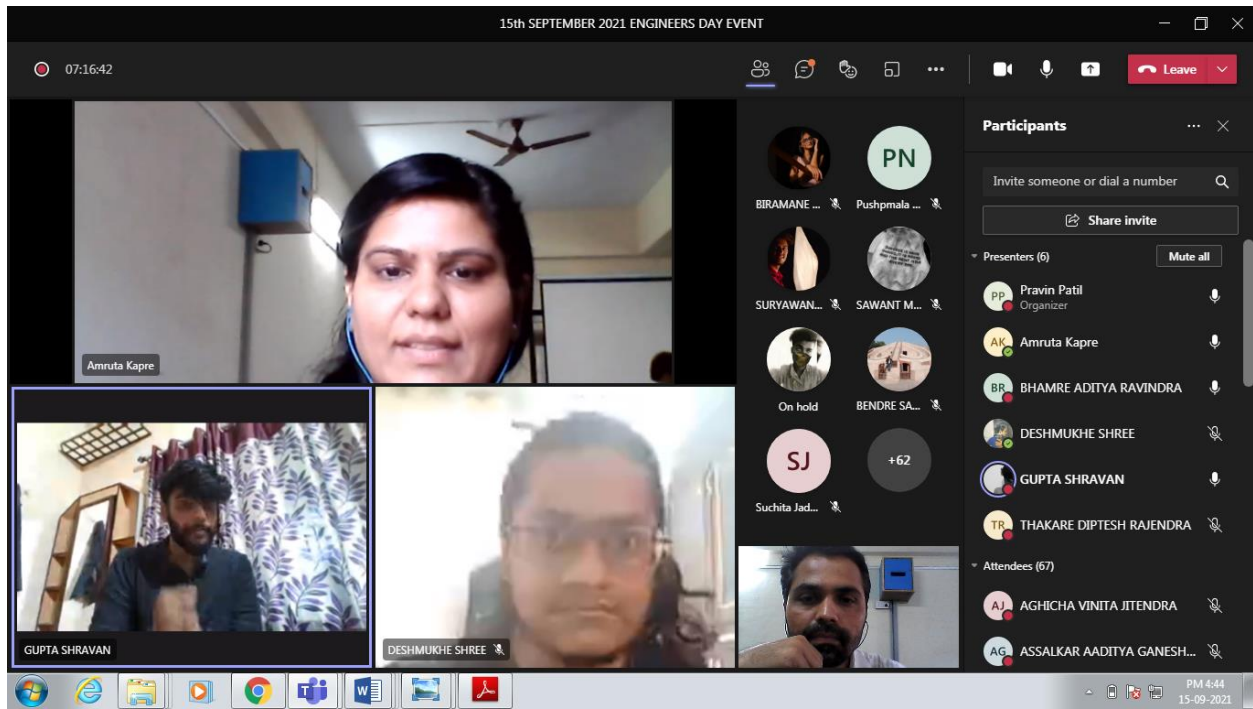 15th SEPTEMBER 2021 ENGINEERS DAY EVENT
07:16:42
Leave
Amruta Kapre
GUPTA SHRAVAN
DESHMUKHE SHREE
BIRAMANE ...
PN
Pushpmala ...
SURYAWAN...
SAWANT M...
On hold
BENDRE SA...
SJ
Suchita Jad...
+62
Participants
Invite someone or dial a number
Share invite
Presenters (6)
Mute all
PP
Pravin Patil
Organizer
AK
Amruta Kapre
BR
BHAMRE ADITYA RAVINDRA
DESHMUKHE SHREE
GUPTA SHRAVAN
TR
THAKARE DIPTESH RAJENDRA
Attendees (67)
AJ
AGHICHA VINITA JITENDRA
AG
ASSALKAR AADITYA GANESH...
PM 4:44
15-09-2021